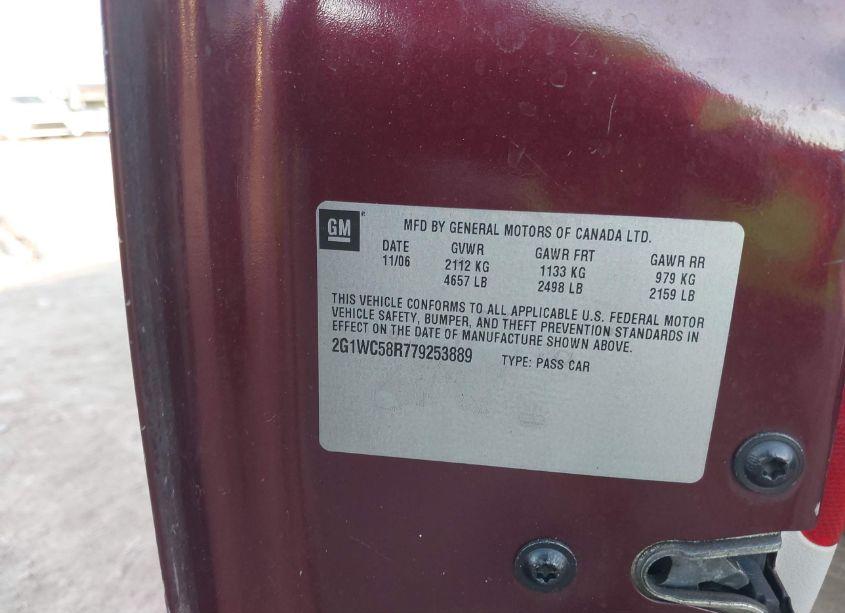 GM
MFD BY GENERAL MOTORS OF CANADA LTD.
DATE GVWR GAWR FRT GAWR RR
11/06 2112 KG 1133 KG 979 KG
4657 LB 2498 LB 2159 LB
THIS VEHICLE CONFORMS TO ALL APPLICABLE U.S. FEDERAL MOTOR
VEHICLE SAFETY, BUMPER, AND THEFT PREVENTION STANDARDS IN
EFFECT ON THE DATE OF MANUFACTURE SHOWN ABOVE.
2G1WC58R779253889 TYPE: PASS CAR